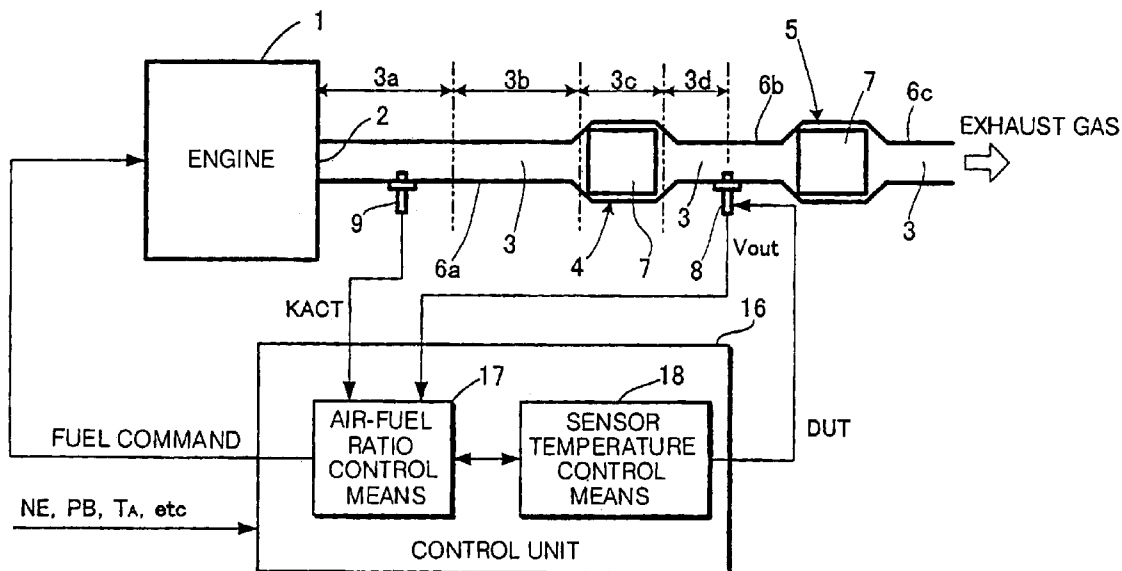 1
5
3a 3b 3c 3d
6b 7 6c
2
EXHAUST GAS
ENGINE
9 3 3 3
6a 4 7 8 Vout
KACT
16
17 18
AIR-FUEL
RATIO
CONTROL
MEANS
SENSOR
TEMPERATURE
CONTROL
MEANS
DUT
FUEL COMMAND
NE, PB, TA, etc
CONTROL UNIT